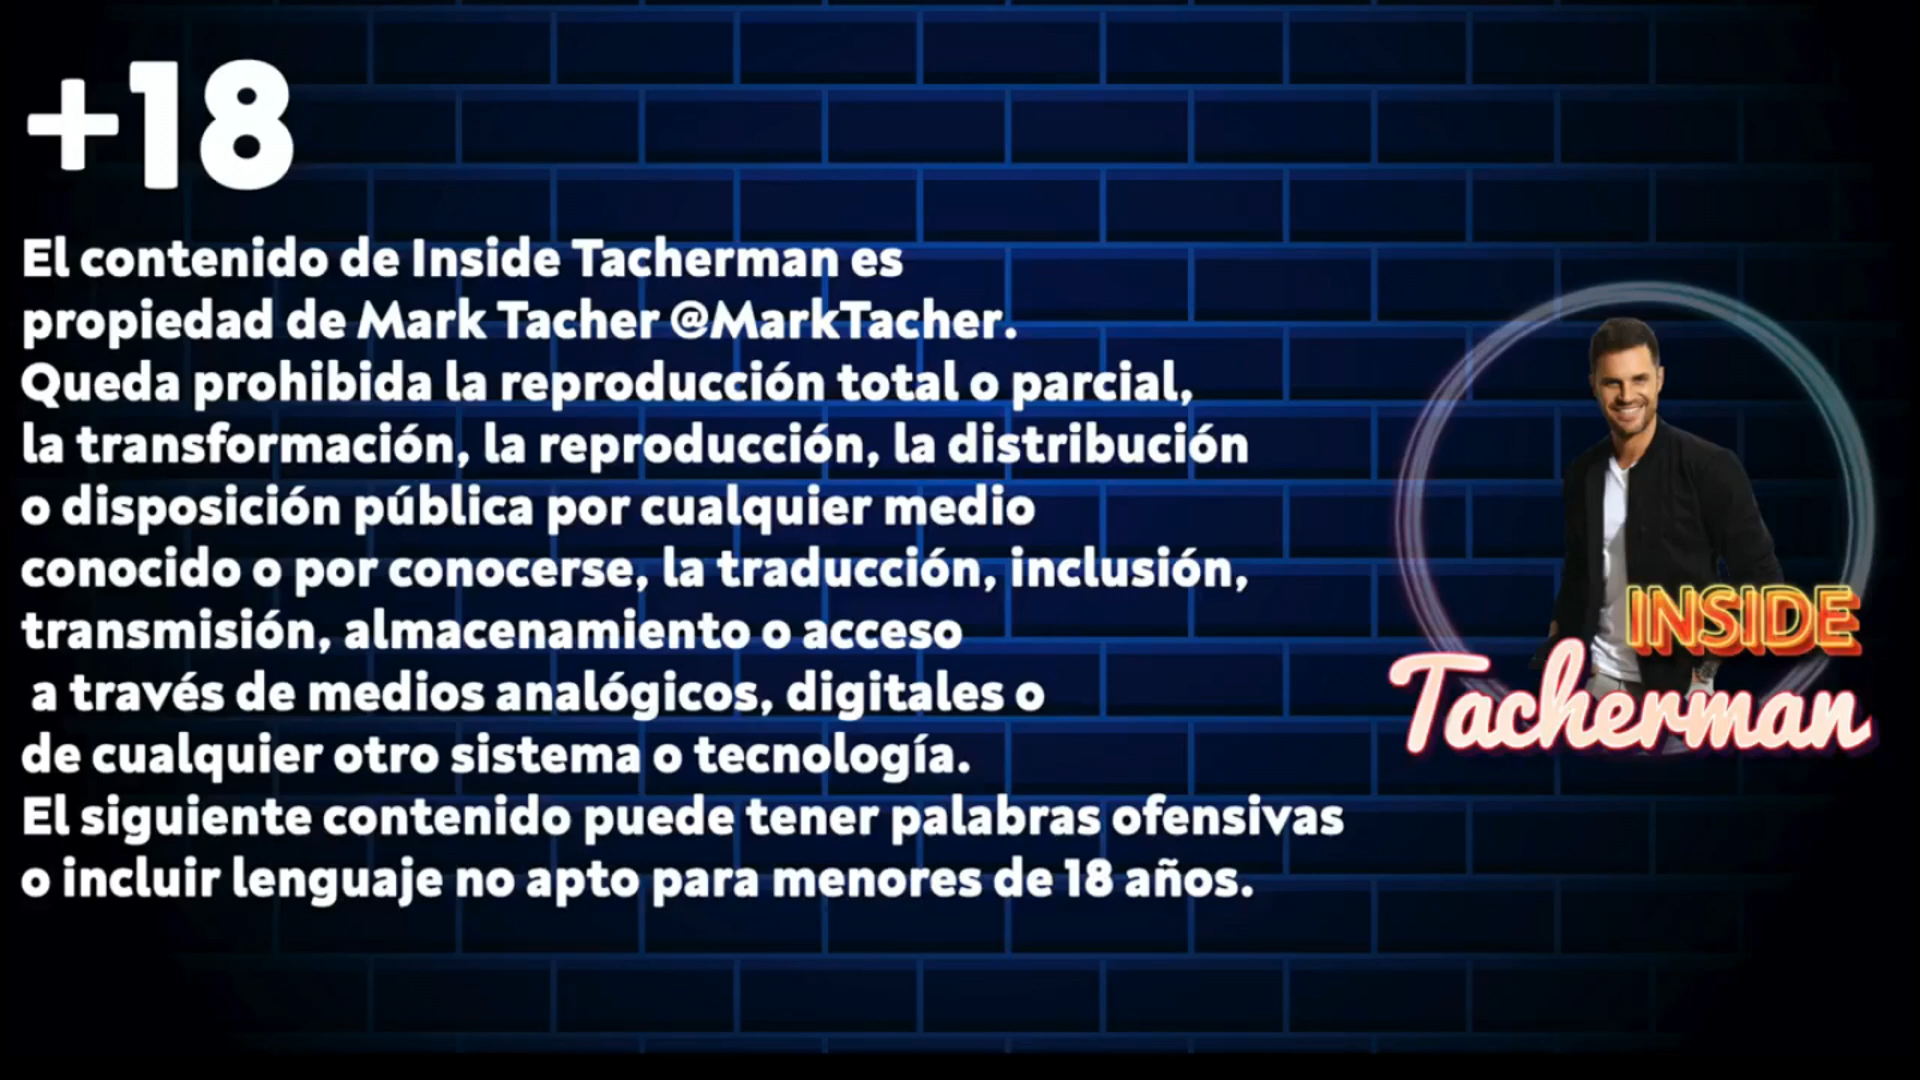 +18
El contenido de Inside Tacherman es
propiedad de Mark Tacher @MarkTacher.
Queda prohibida la reproducción total o parcial,
la transformación, la reproducción, la distribución
o disposición pública por cualquier medio
conocido o por conocerse, la traducción, inclusión,
transmisión, almacenamiento o acceso
a través de medios analógicos, digitales o
de cualquier otro sistema o tecnología.
El siguiente contenido puede tener palabras ofensivas
o incluir lenguaje no apto para menores de 18 años.
INSIDE
Tacherman